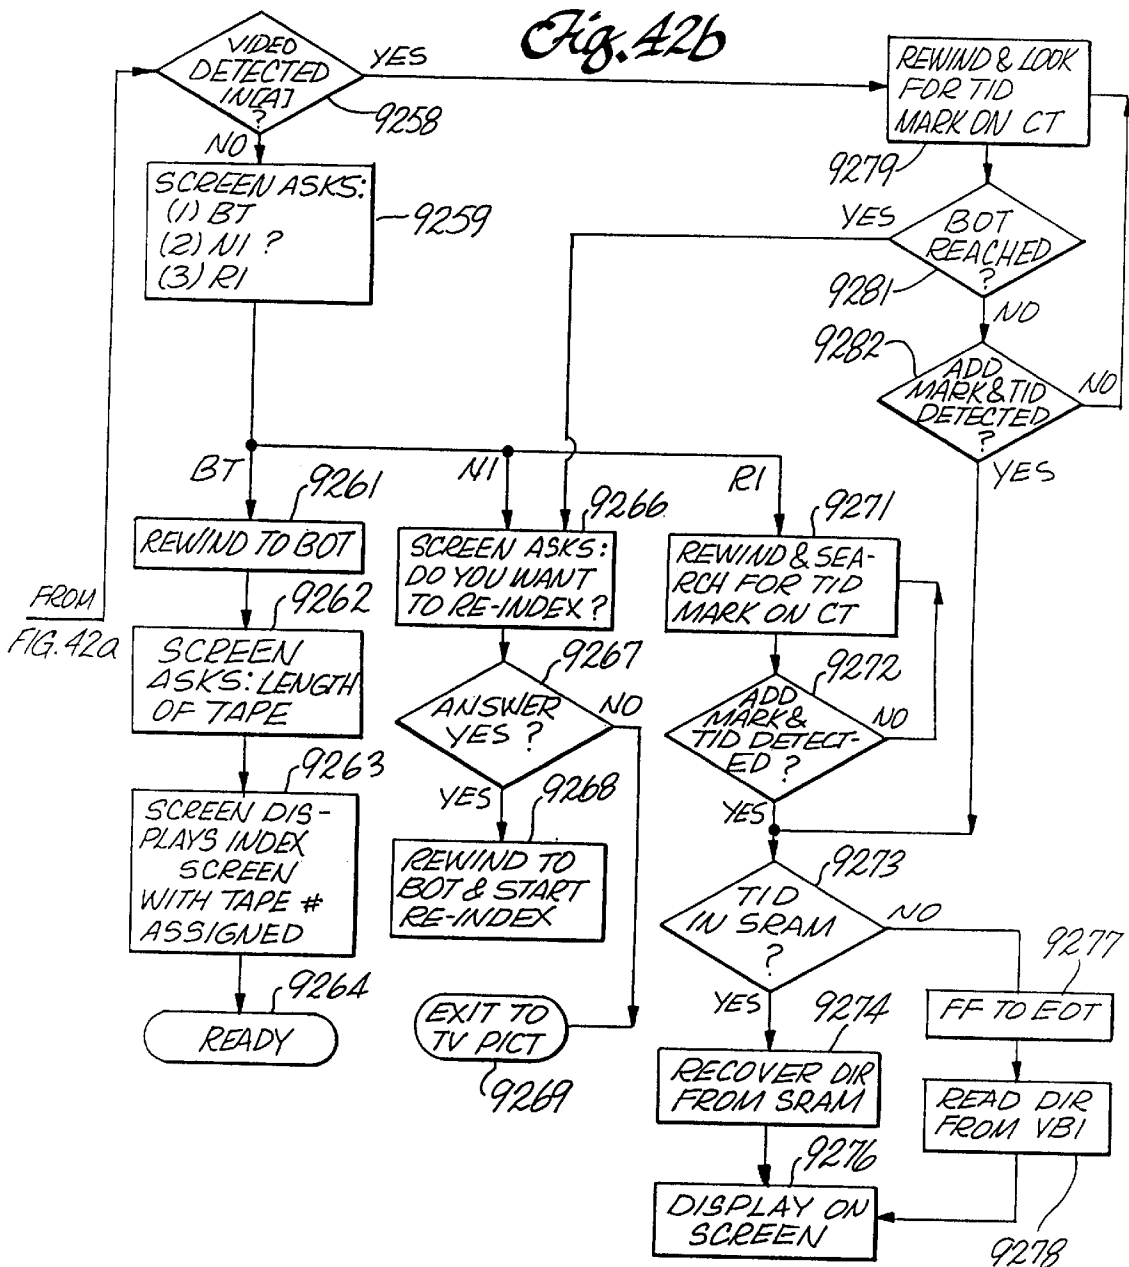 Fig. 42b
VIDEO
DETECTED
IN[A]
?
YES
9258
NO
REWIND & LOOK
FOR TID
MARK ON CT
9279
SCREEN ASKS:
(1) BT
(2) NI ?
(3) RI
9259
YES
BOT
REACHED
?
9281
NO
9282
ADD
MARK & TID
DETECTED
?
NO
YES
BT
NI
RI
9261
REWIND TO BOT
9266
SCREEN ASKS:
DO YOU WANT
TO RE-INDEX ?
9271
REWIND & SEA-
RCH FOR TID
MARK ON CT
FROM
FIG. 42a
9262
SCREEN
ASKS: LENGTH
OF TAPE
9267
ANSWER
YES ?
NO
YES
9272
ADD
MARK &
TID DETECT-
ED ?
NO
YES
9263
SCREEN DIS-
PLAYS INDEX
SCREEN
WITH TAPE #
ASSIGNED
9268
REWIND TO
BOT & START
RE-INDEX
9273
TID
IN SRAM
?
NO
YES
9277
FF TO EOT
9264
READY
EXIT TO
TV PICT
9269
9274
RECOVER DIR
FROM SRAM
READ DIR
FROM VBI
9278
9276
DISPLAY ON
SCREEN